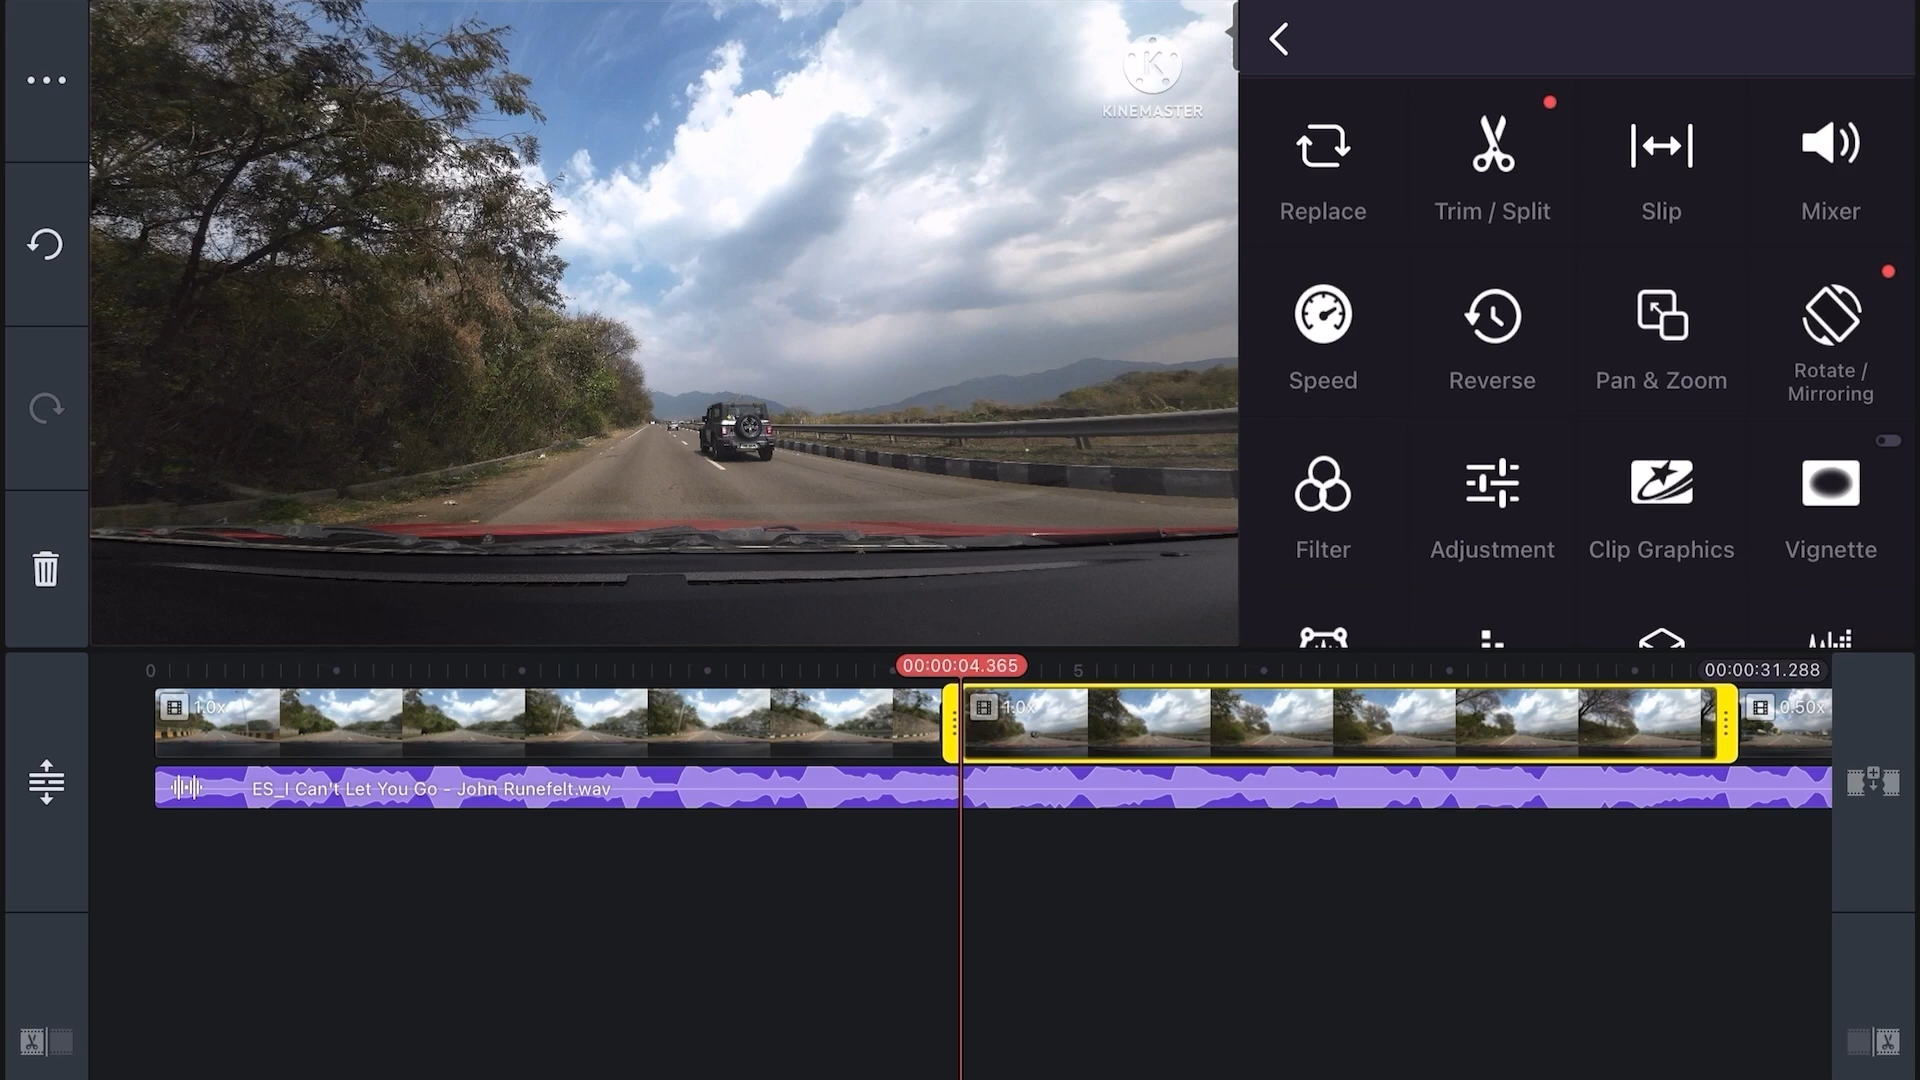 K
KINEMASTER
Replace
Trim / Split
Slip
Mixer
Speed
Reverse
Pan & Zoom
Rotate /
Mirroring
Filter
Adjustment
Clip Graphics
Vignette
0
00:00:04.365
5
00:00:31.288
1.0x
1.0x
0.50x
ES_I Can't Let You Go - John Runefelt.wav